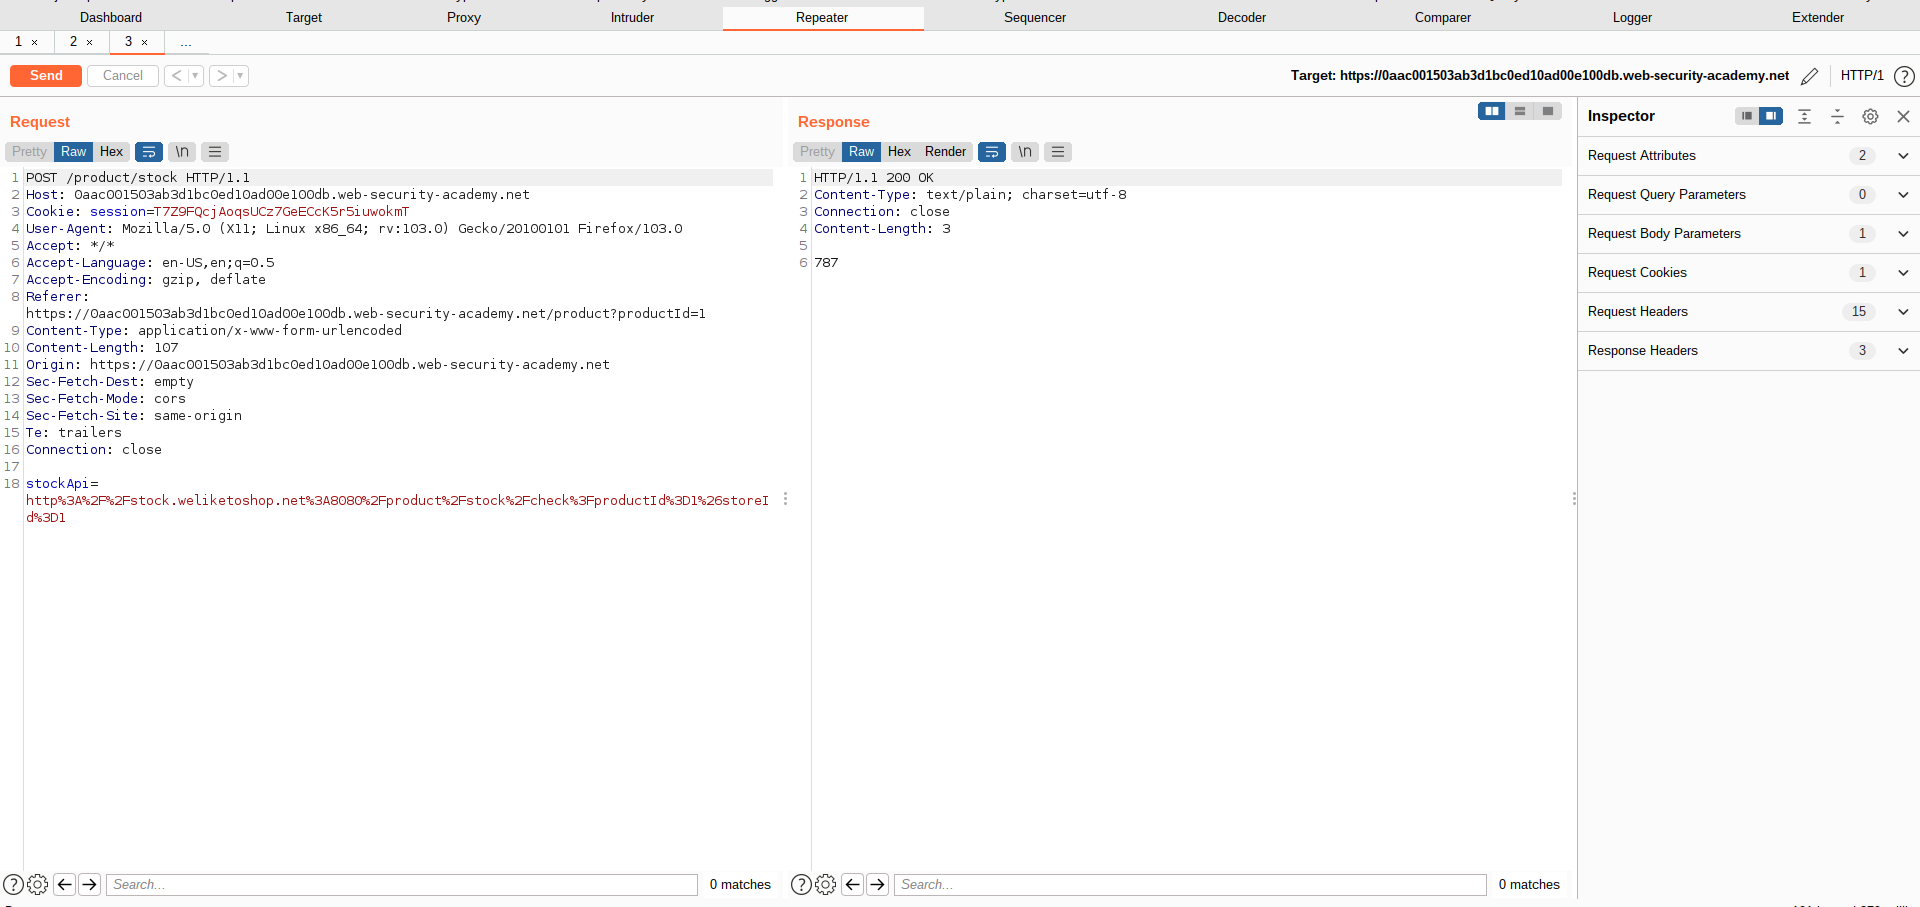 Dashboard Target Proxy Intruder Repeater Sequencer Decoder Comparer Logger Extender
1 × 2 × 3 × ...
Send Cancel < > Target: https://0aac001503ab3d1bc0ed10ad00e100db.web-security-academy.net HTTP/1 ?
Request
Pretty Raw Hex \n
1 POST /product/stock HTTP/1.1
2 Host: 0aac001503ab3d1bc0ed10ad00e100db.web-security-academy.net
3 Cookie: session=T7Z9FQcjAoqsUCz7GeECcK5r5iuwokmT
4 User-Agent: Mozilla/5.0 (X11; Linux x86_64; rv:103.0) Gecko/20100101 Firefox/103.0
5 Accept: */*
6 Accept-Language: en-US,en;q=0.5
7 Accept-Encoding: gzip, deflate
8 Referer:
https://0aac001503ab3d1bc0ed10ad00e100db.web-security-academy.net/product?productId=1
9 Content-Type: application/x-www-form-urlencoded
10 Content-Length: 107
11 Origin: https://0aac001503ab3d1bc0ed10ad00e100db.web-security-academy.net
12 Sec-Fetch-Dest: empty
13 Sec-Fetch-Mode: cors
14 Sec-Fetch-Site: same-origin
15 Te: trailers
16 Connection: close
17
18 stockApi=
http%3A%2F%2Fstock.weliketoshop.net%3A8080%2Fproduct%2Fstock%2Fcheck%3FproductId%3D1%26storeI
d%3D1
? Search... 0 matches
Response
Pretty Raw Hex Render \n
1 HTTP/1.1 200 OK
2 Content-Type: text/plain; charset=utf-8
3 Connection: close
4 Content-Length: 3
5
6 787
? Search... 0 matches
Inspector
Request Attributes 2
Request Query Parameters 0
Request Body Parameters 1
Request Cookies 1
Request Headers 15
Response Headers 3